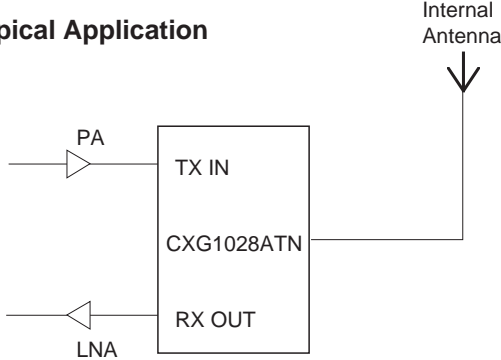 pical Application
Internal
Antenna
PA
TX IN
CXG1028ATN
RX OUT
LNA